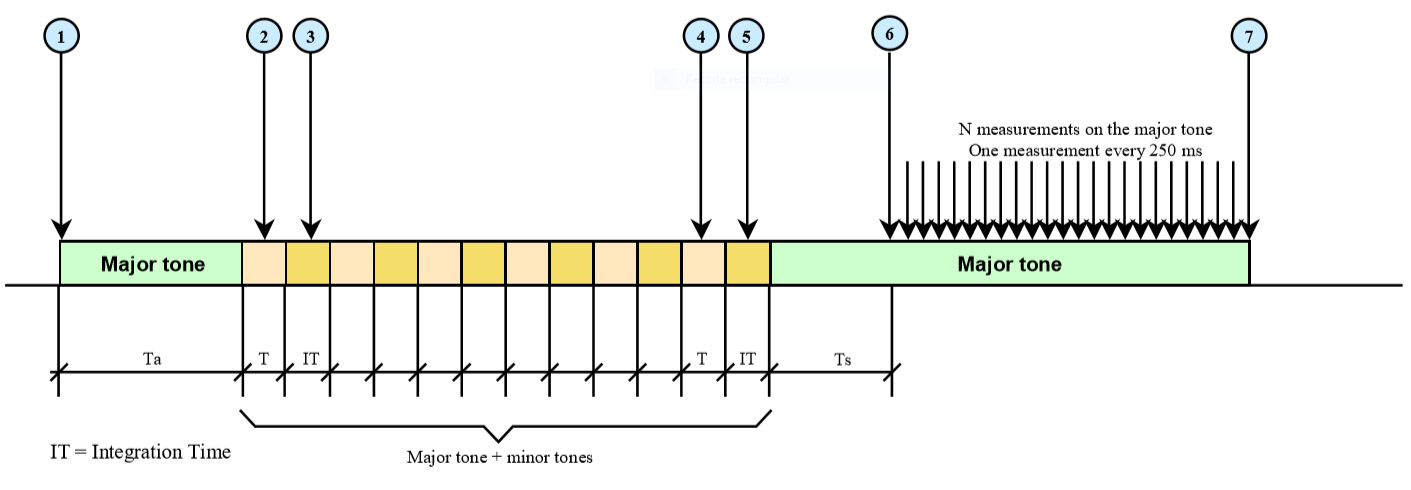 1 2 3 4 5 6 7
N measurements on the major tone
One measurement every 250 ms
Major tone Major tone
Ta T IT T IT Ts
IT = Integration Time
Major tone + minor tones